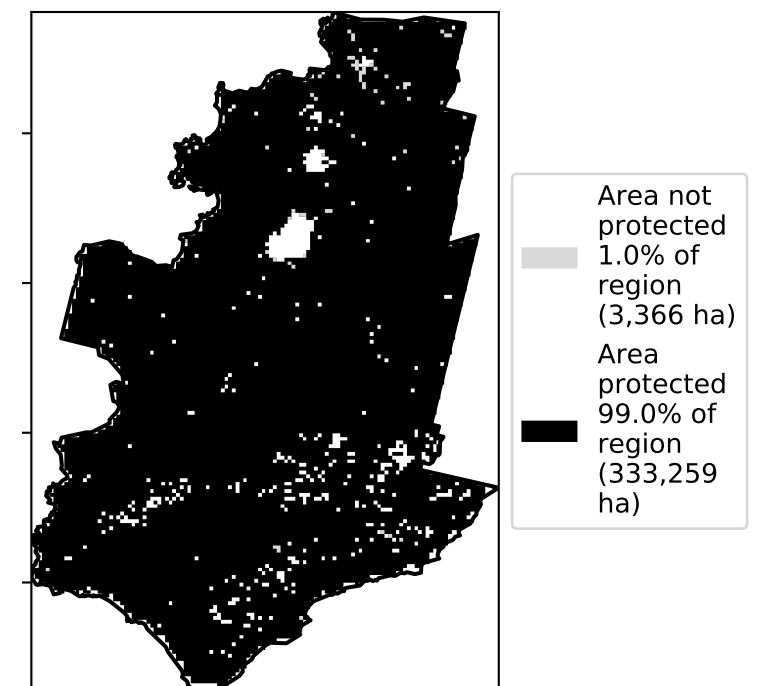 Area not
protected
1.0% of
region
(3,366 ha)
Area
protected
99.0% of
region
(333,259
ha)